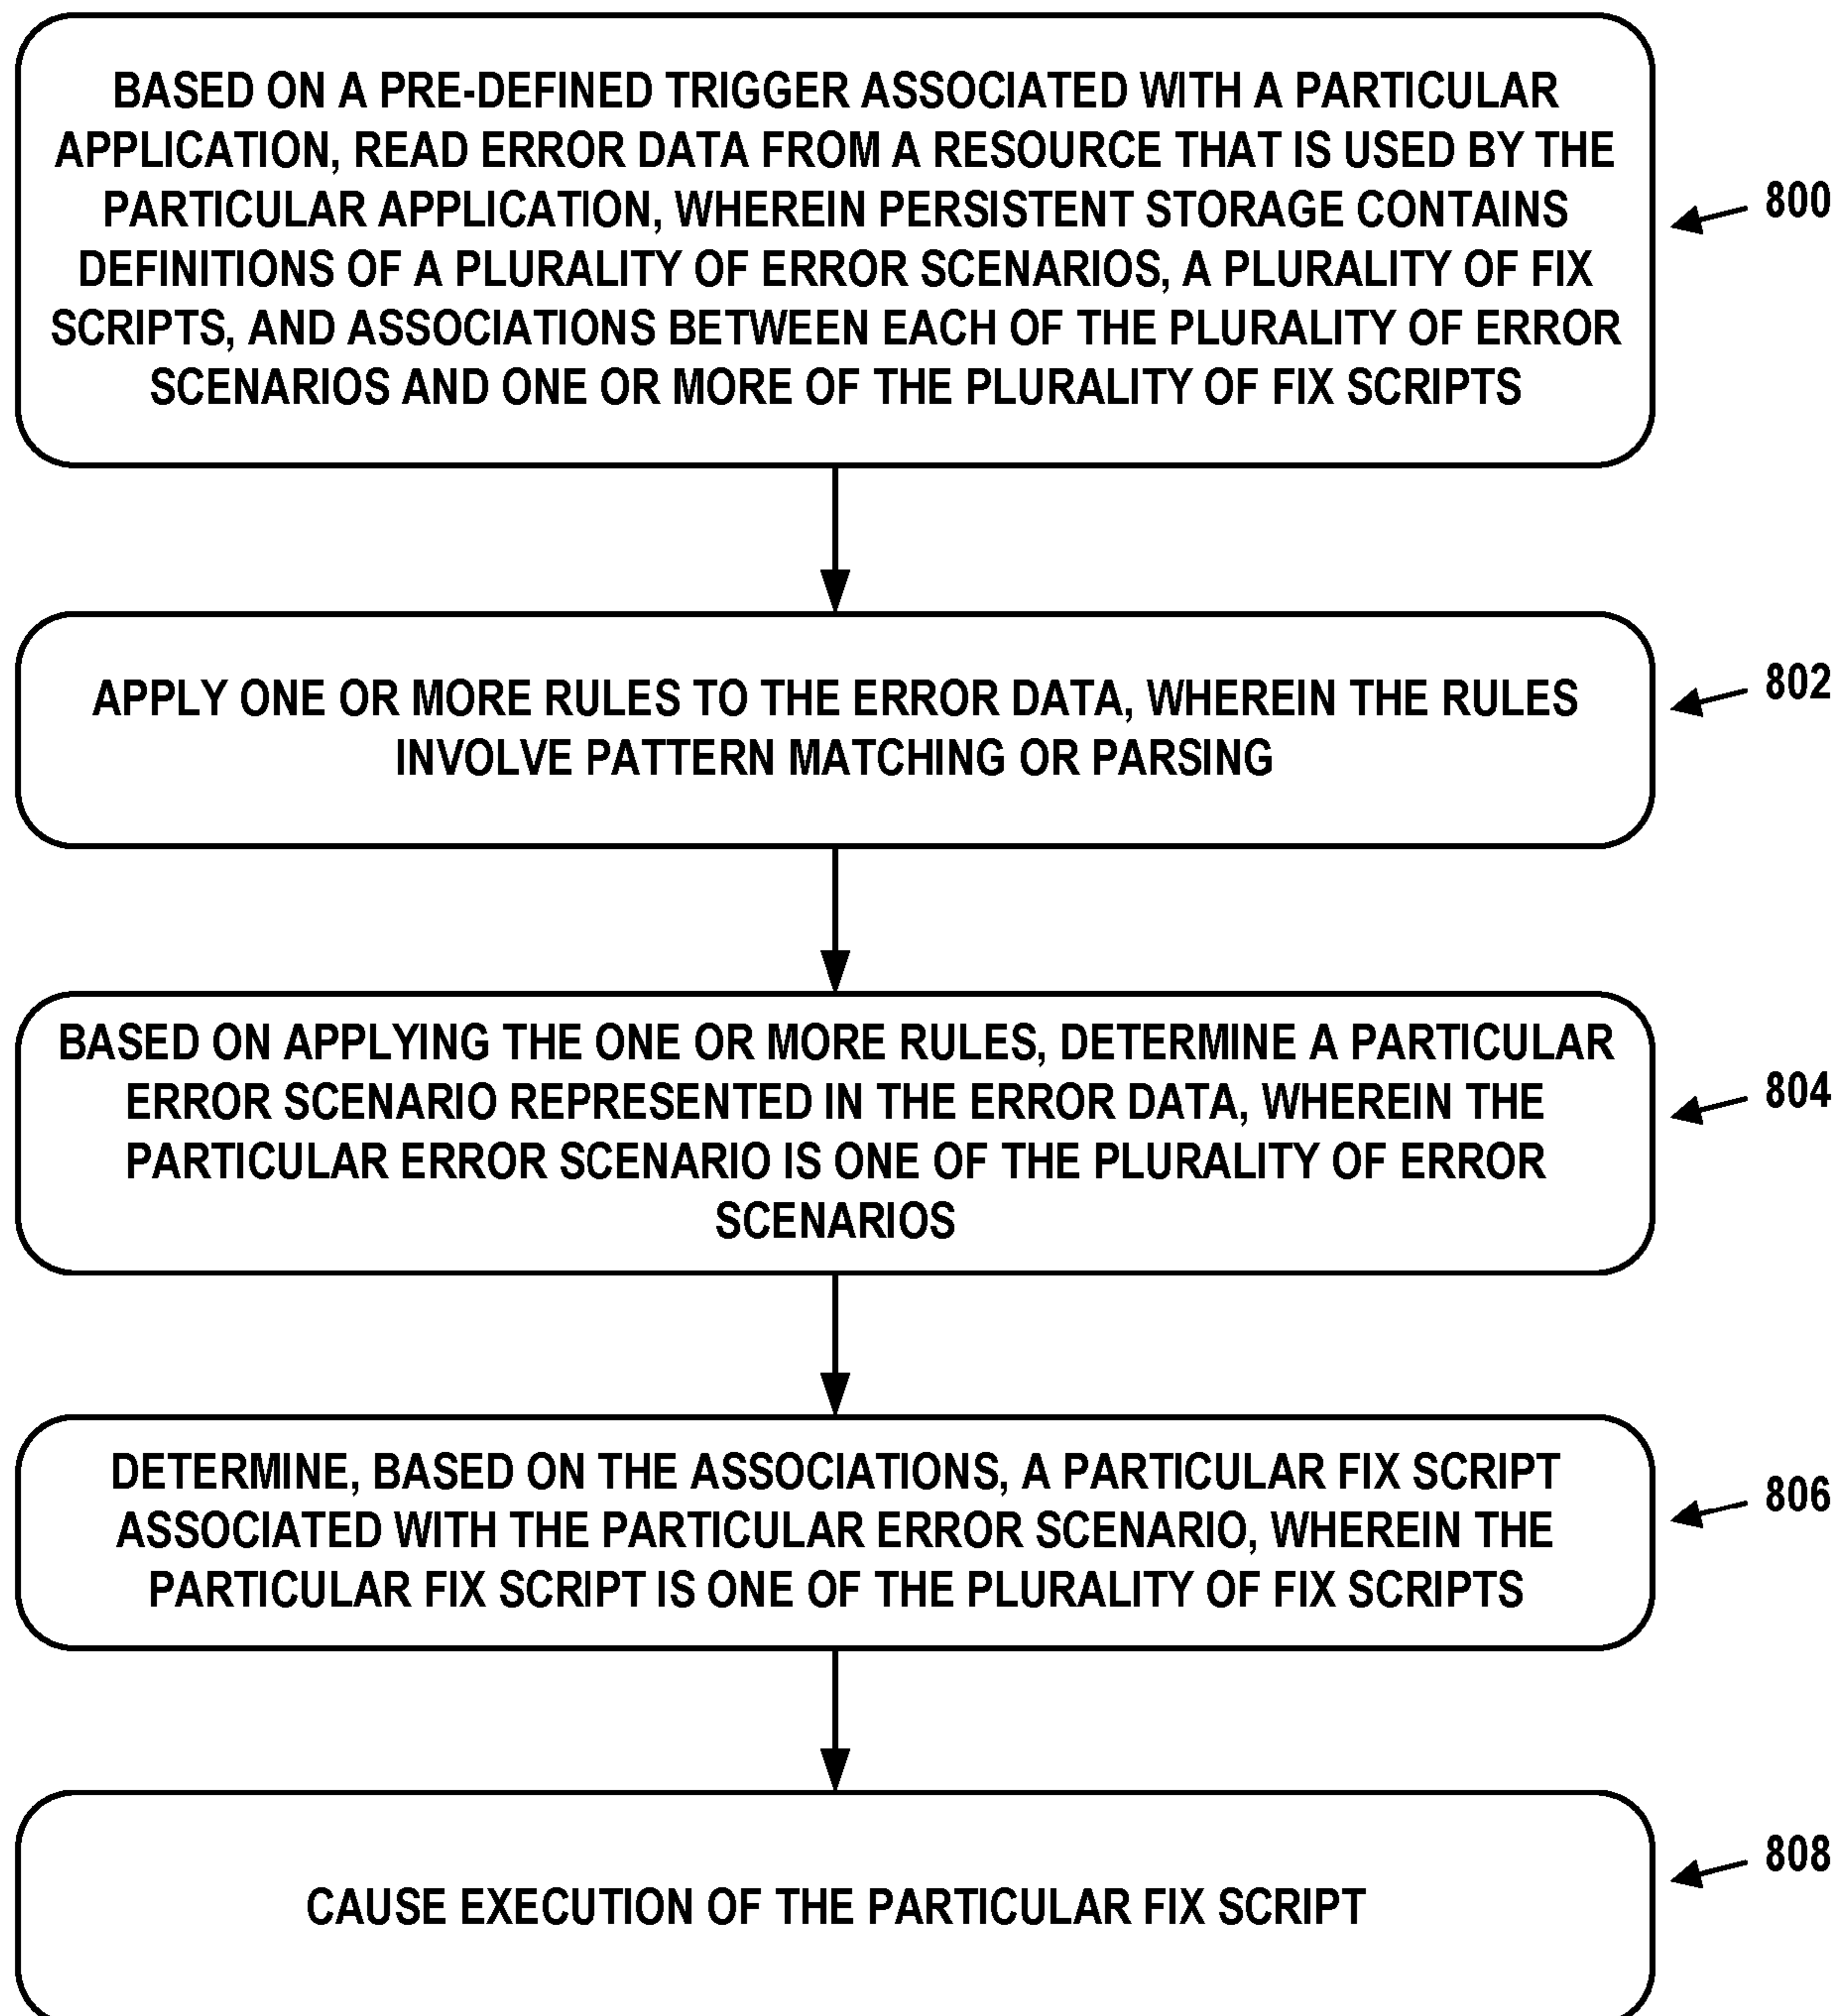 BASED ON A PRE-DEFINED TRIGGER ASSOCIATED WITH A PARTICULAR
APPLICATION, READ ERROR DATA FROM A RESOURCE THAT IS USED BY THE
PARTICULAR APPLICATION, WHEREIN PERSISTENT STORAGE CONTAINS
DEFINITIONS OF A PLURALITY OF ERROR SCENARIOS, A PLURALITY OF FIX
SCRIPTS, AND ASSOCIATIONS BETWEEN EACH OF THE PLURALITY OF ERROR
SCENARIOS AND ONE OR MORE OF THE PLURALITY OF FIX SCRIPTS
800
APPLY ONE OR MORE RULES TO THE ERROR DATA, WHEREIN THE RULES
INVOLVE PATTERN MATCHING OR PARSING
802
BASED ON APPLYING THE ONE OR MORE RULES, DETERMINE A PARTICULAR
ERROR SCENARIO REPRESENTED IN THE ERROR DATA, WHEREIN THE
PARTICULAR ERROR SCENARIO IS ONE OF THE PLURALITY OF ERROR
SCENARIOS
804
DETERMINE, BASED ON THE ASSOCIATIONS, A PARTICULAR FIX SCRIPT
ASSOCIATED WITH THE PARTICULAR ERROR SCENARIO, WHEREIN THE
PARTICULAR FIX SCRIPT IS ONE OF THE PLURALITY OF FIX SCRIPTS
806
CAUSE EXECUTION OF THE PARTICULAR FIX SCRIPT
808